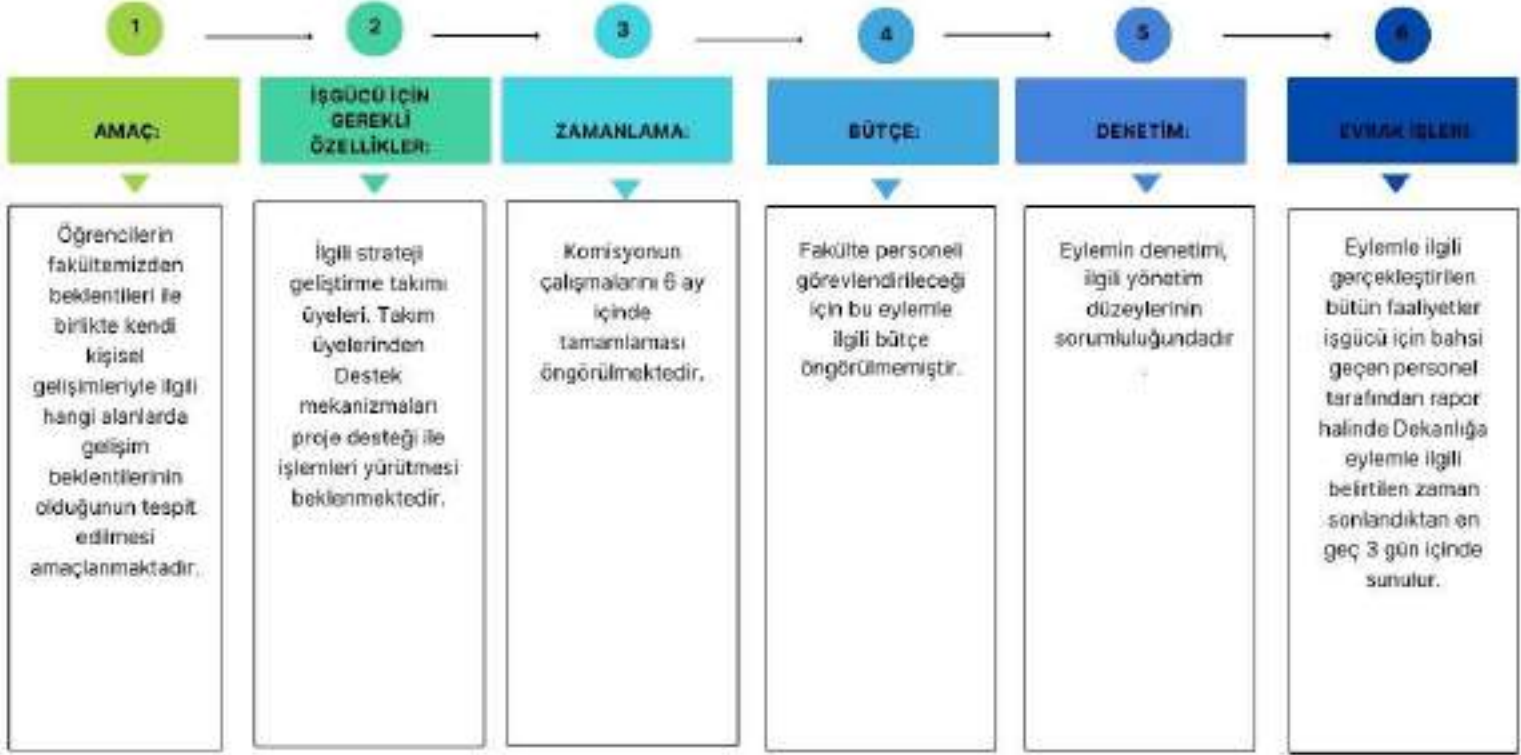 1
2
3
4
5
6
AMAÇ:
İŞGÜCÜ İÇİN
GEREKLİ
ÖZELLİKLER:
ZAMANLAMA:
BÜTÇE:
DENETİM:
EVRAK İŞLERİ:
Öğrencilerin
fakültemizden
beklentileri ile
birlikte kendi
kişisel
gelişimleriyle ilgili
hangi alanlarda
gelişim
beklentilerinin
olduğunun tespit
edilmesi
amaçlanmaktadır.
İlgili strateji
geliştirme takımı
üyeleri. Takım
üyelerinden
Destek
mekanizmaları
proje desteği ile
işlemleri yürütmesi
beklenmektedir.
Komisyonun
çalışmalarını 6 ay
içinde
tamamlaması
öngörülmektedir.
Fakülte personeli
görevlendirileceği
için bu eylemle
ilgili bütçe
öngörülmemiştir.
Eylemin denetimi,
ilgili yönetim
düzeylerinin
sorumluluğundadır
.
Eylemle ilgili
gerçekleştirilen
bütün faaliyetler
işgücü için bahsi
geçen personel
tarafından rapor
halinde Dekanlığa
eylemle ilgili
belirtilen zaman
sonlandıktan en
geç 3 gün içinde
sunulur.